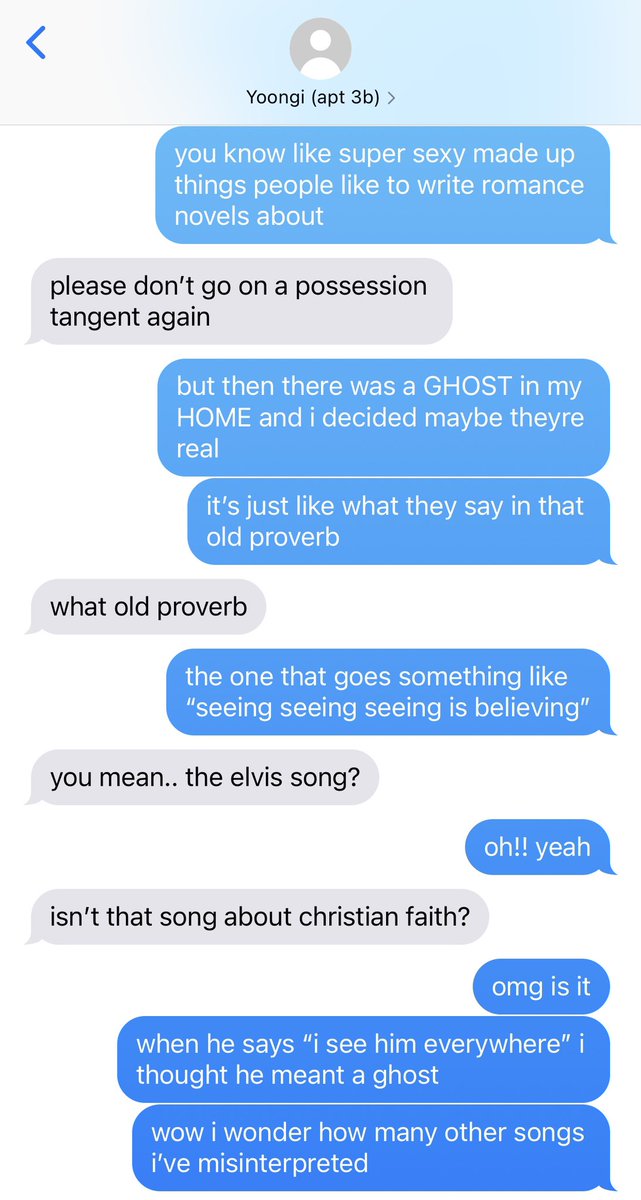 Yoongi (apt 3b)
you know like super sexy made up
things people like to write romance
novels about
please don’t go on a possession
tangent again
but then there was a GHOST in my
HOME and i decided maybe theyre
real
it’s just like what they say in that
old proverb
what old proverb
the one that goes something like
“seeing seeing seeing is believing”
you mean.. the elvis song?
oh!! yeah
isn’t that song about christian faith?
omg is it
when he says “i see him everywhere” i
thought he meant a ghost
wow i wonder how many other songs
i’ve misinterpreted